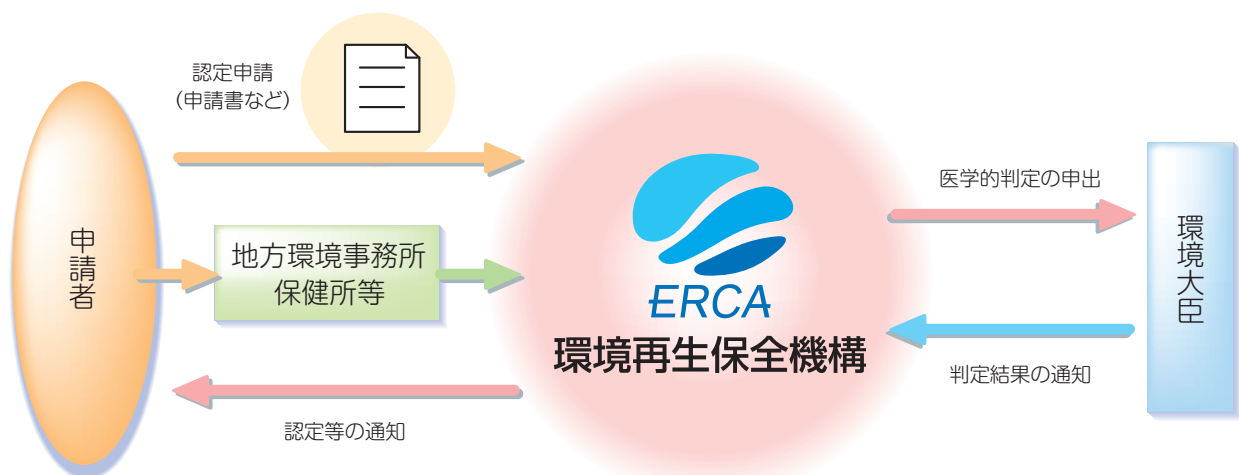 認定申請
（申請書など）
申請者
地方環境事務所
保健所等
認定等の通知
ERCA
環境再生保全機構
医学的判定の申出
判定結果の通知
環境大臣